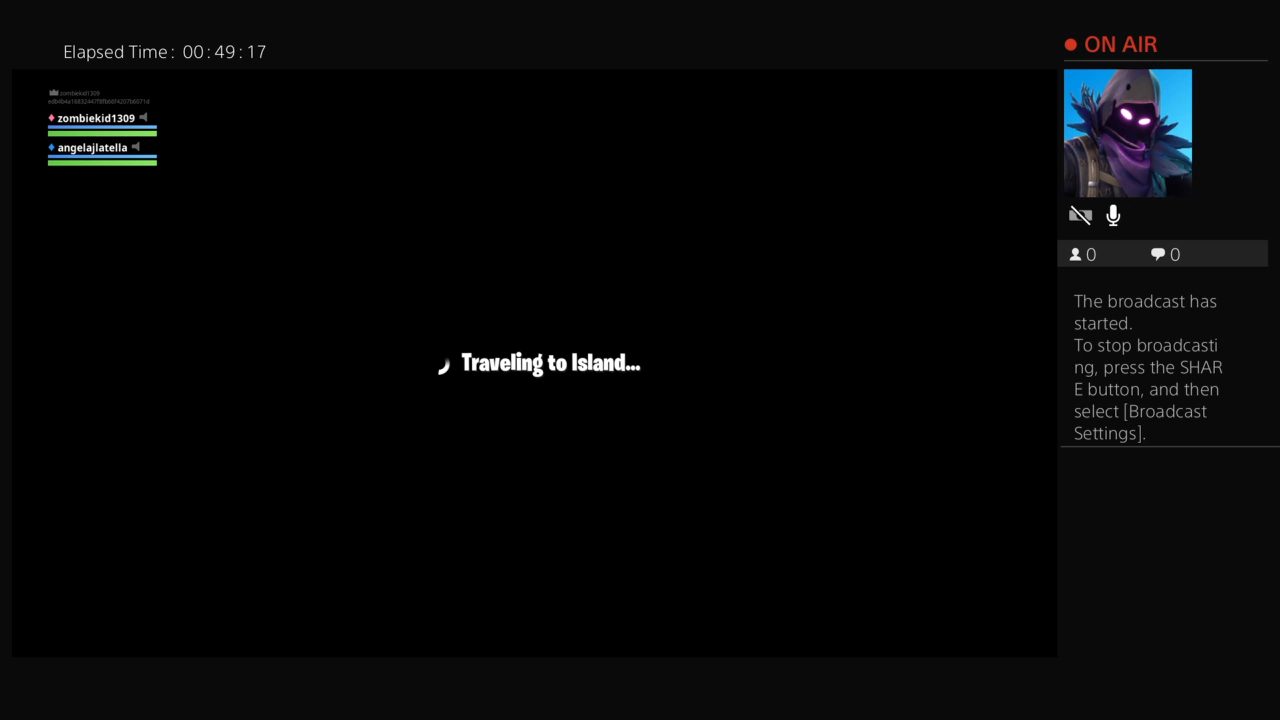 Elapsed Time: 00:49:17
ON AIR
zombiekid1309
zombiekid1309
angelajlatella
0 0
The broadcast has
started.
To stop broadcasti
ng, press the SHAR
E button, and then
select [Broadcast
Settings].
Traveling to Island...